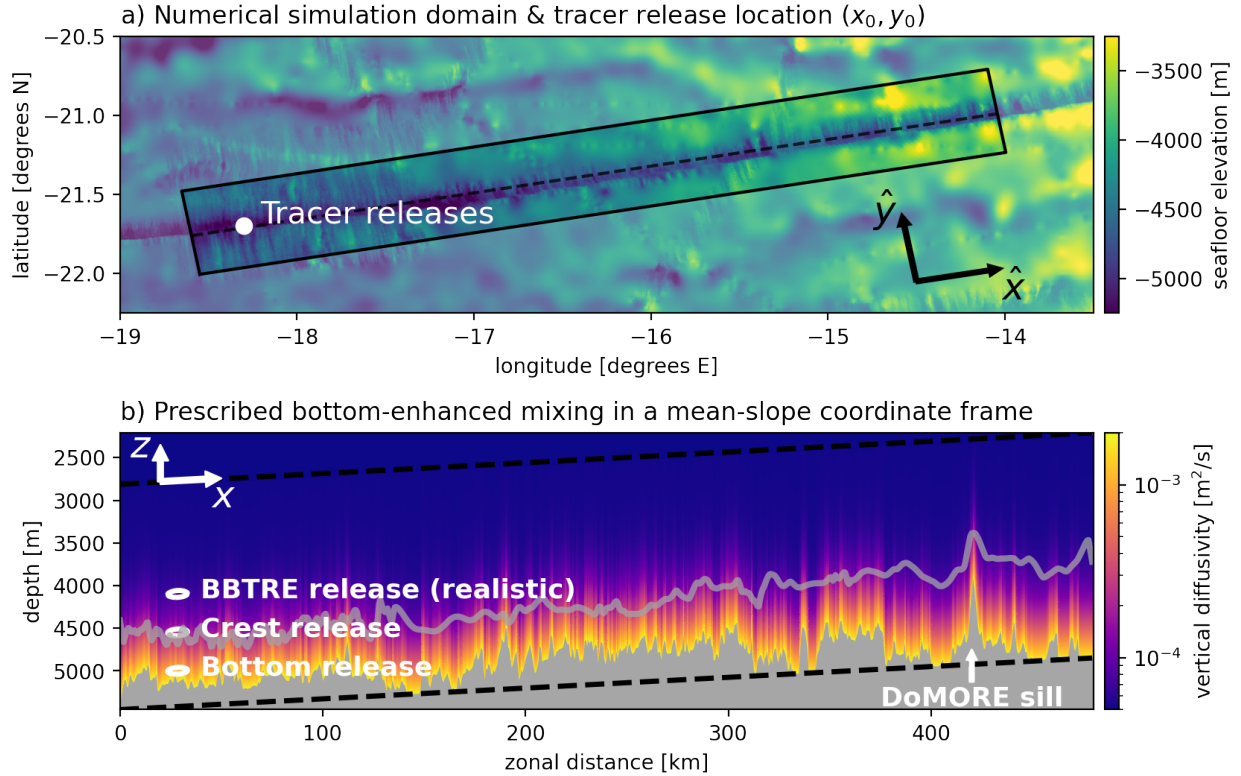 a) Numerical simulation domain & tracer release location (x₀, y₀)
−20.5
−21.0
−21.5
−22.0
latitude [degrees N]
Tracer releases
ŷ
x̂
−19
−18
−17
−16
−15
−14
longitude [degrees E]
−3500
−4000
−4500
−5000
seafloor elevation [m]
b) Prescribed bottom-enhanced mixing in a mean-slope coordinate frame
2500
3000
3500
4000
4500
5000
depth [m]
z
x
BBTRE release (realistic)
Crest release
Bottom release
DoMORE sill
0
100
200
300
400
zonal distance [km]
10⁻³
10⁻⁴
vertical diffusivity [m²/s]